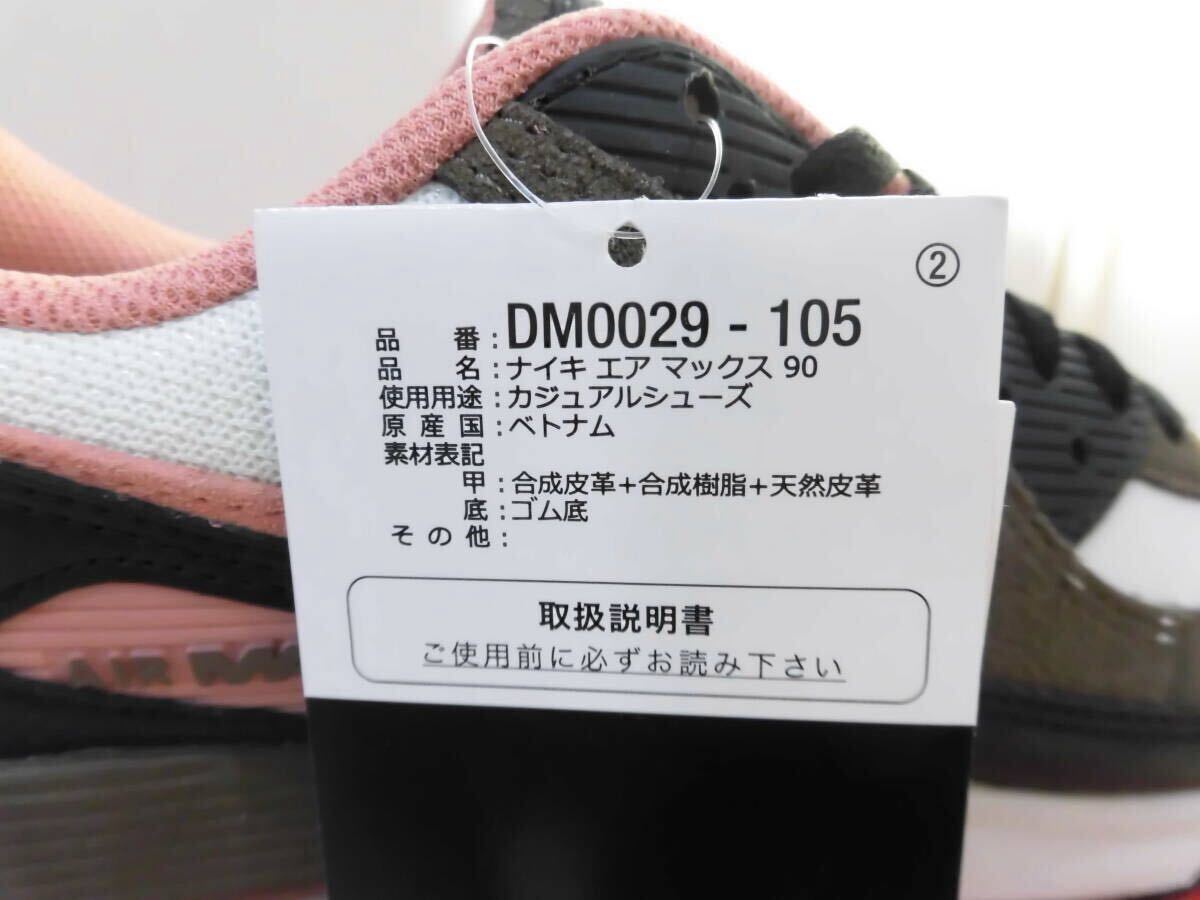 ②
品番:DM0029 - 105
品名:ナイキ エア マックス 90
使用用途:カジュアルシューズ
原産国:ベトナム
素材表記
甲:合成皮革+合成樹脂+天然皮革
底:ゴム底
その他:
取扱説明書
ご使用前に必ずお読み下さい
AIR